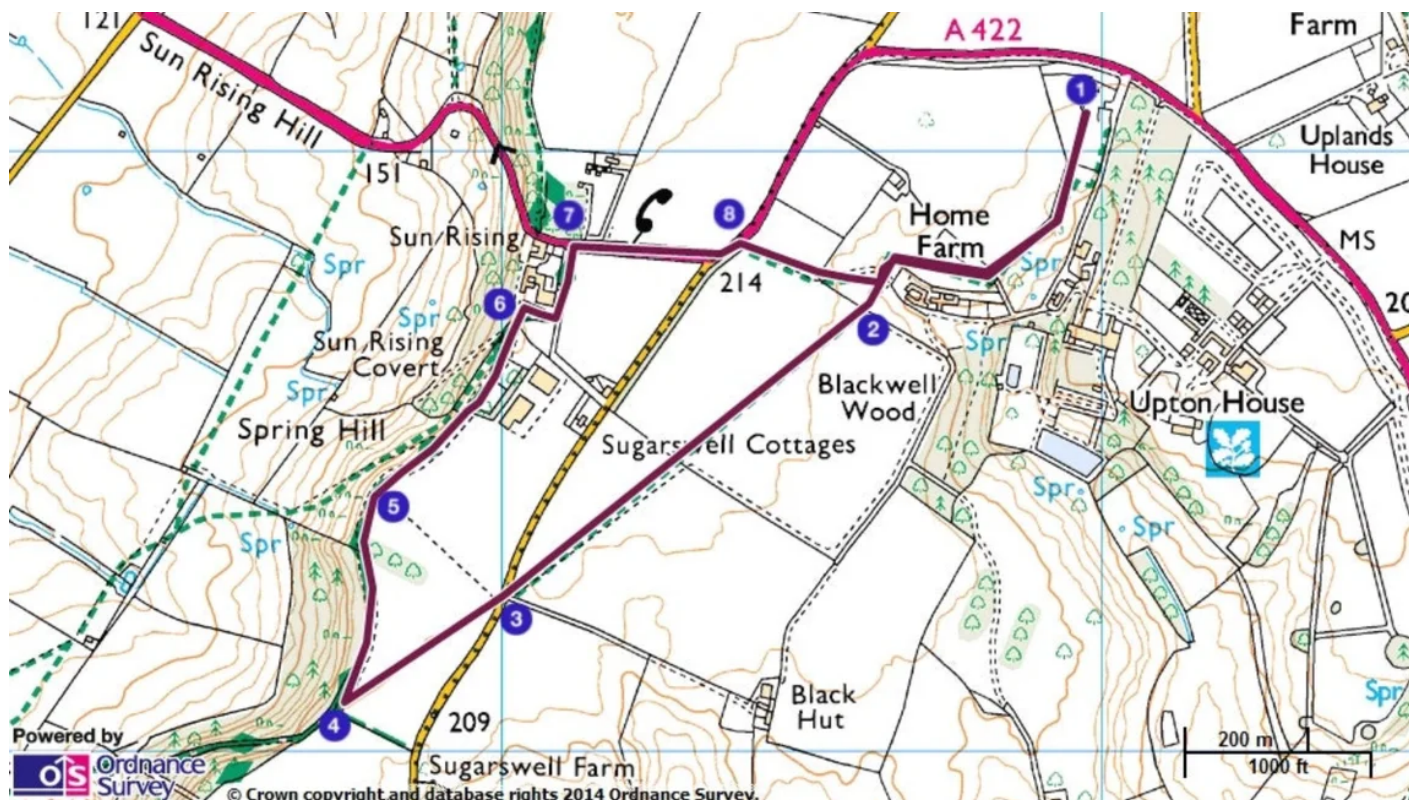 121
A 422
Farm
Sun Rising Hill
1
Uplands
House
151
7
8
Home
Farm
MS
Sun Rising
Spr
Spr
214
20
6
Spr
2
Sun Rising
Covert
Spr
Blackwell
Wood
Spr
Upton House
Spring Hill
Sugarswell Cottages
5
Spr
Spr
Spr
3
Black
Hut
Spr
4
209
Powered by
OS Ordnance
Survey
Sugarswell Farm
200 m
1000 ft
© Crown copyright and database rights 2014 Ordnance Survey.